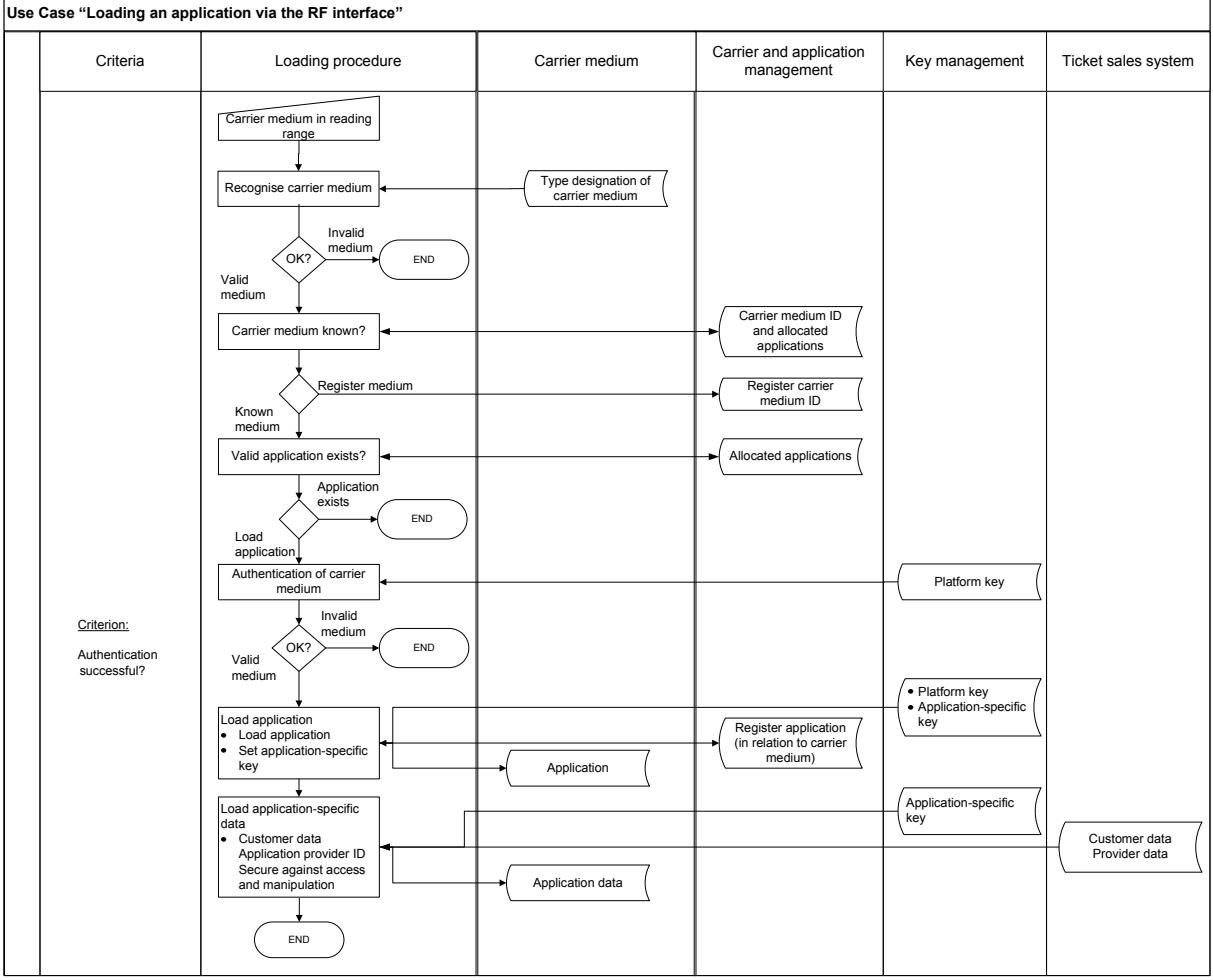 Use Case “Loading an application via the RF interface”
Criteria
Loading procedure
Carrier medium
Carrier and application
management
Key management
Ticket sales system
Carrier medium in reading
range
Recognise carrier medium
Type designation of
carrier medium
OK?
Invalid
medium
END
Valid
medium
Carrier medium known?
Carrier medium ID
and allocated
applications
Register medium
Register carrier
medium ID
Known
medium
Valid application exists?
Allocated applications
Application
exists
END
Load
application
Authentication of carrier
medium
Platform key
Criterion:
Authentication
successful?
OK?
Invalid
medium
END
Valid
medium
• Platform key
• Application-specific
key
Load application
• Load application
• Set application-specific
key
Register application
(in relation to carrier
medium)
Application
Load application-specific
data
• Customer data
Application provider ID
Secure against access
and manipulation
Application-specific
key
Customer data
Provider data
Application data
END